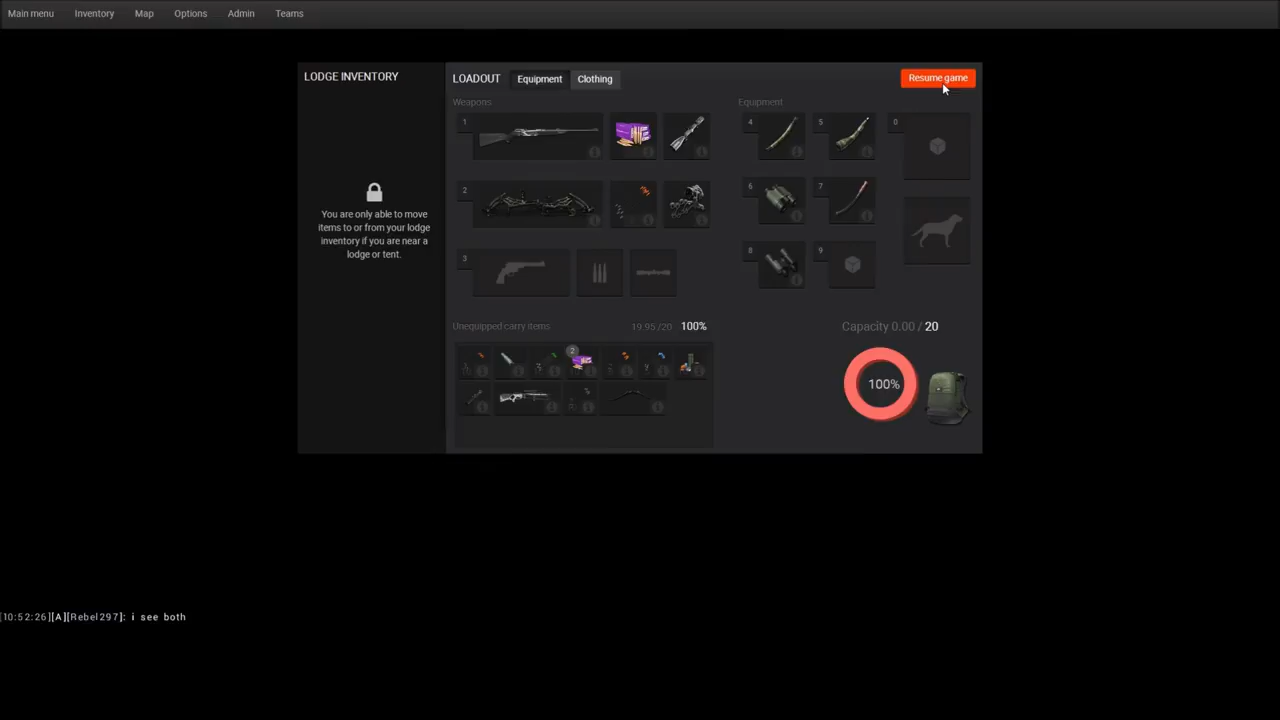 Main menu Inventory Map Options Admin Teams
LODGE INVENTORY
You are only able to move
items to or from your lodge
inventory if you are near a
lodge or tent.
LOADOUT Equipment Clothing Resume game
Weapons
1
2
3
Equipment
4 5 0
6 7
8 9
Unequipped carry items 19.95 /20 100%
2
Capacity 0.00 / 20
100%
[10:52:26][A][Rebel297]: i see both